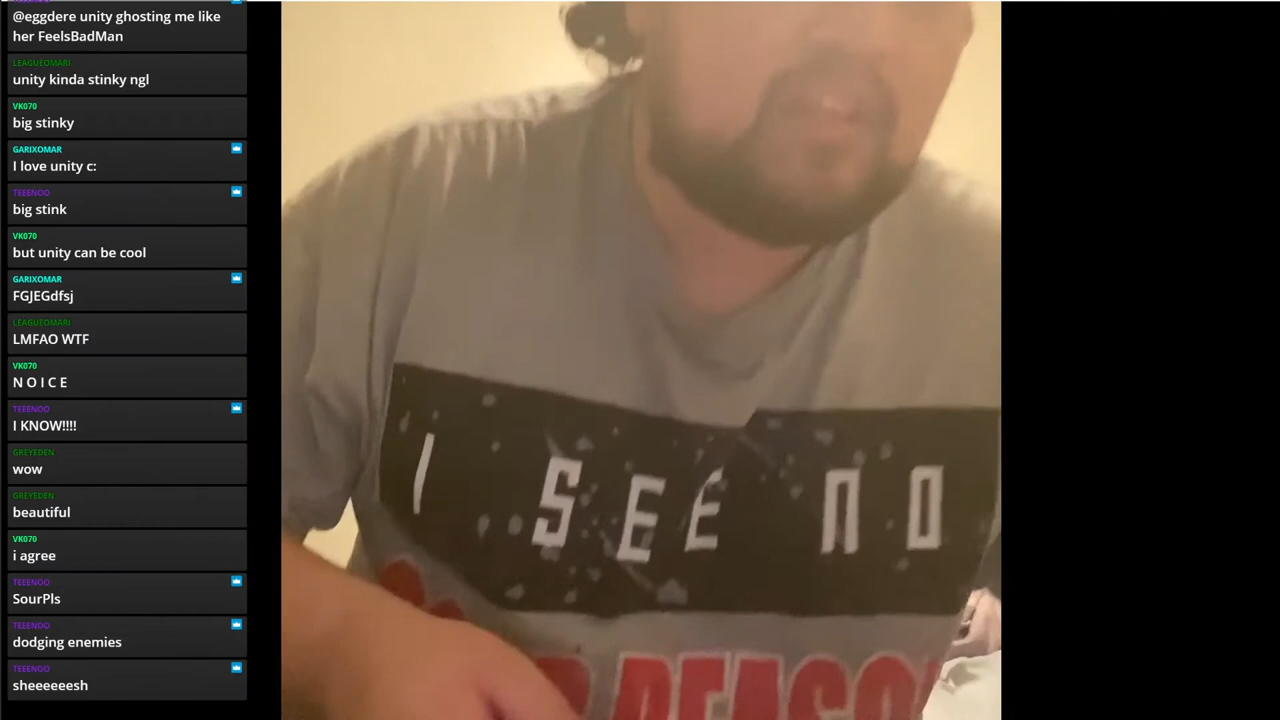 @eggdere unity ghosting me like
her FeelsBadMan
LEAGUEOMARI
unity kinda stinky ngl
VK070
big stinky
GARIXOMAR
I love unity c:
TEEENOO
big stink
VK070
but unity can be cool
GARIXOMAR
FGJEGdfsj
LEAGUEOMARI
LMFAO WTF
VK070
N O I C E
TEEENOO
I KNOW!!!!
GREYEDEN
wow
GREYEDEN
beautiful
VK070
i agree
TEEENOO
SourPls
TEEENOO
dodging enemies
TEEENOO
sheeeeeesh
I SEE NO
REASON